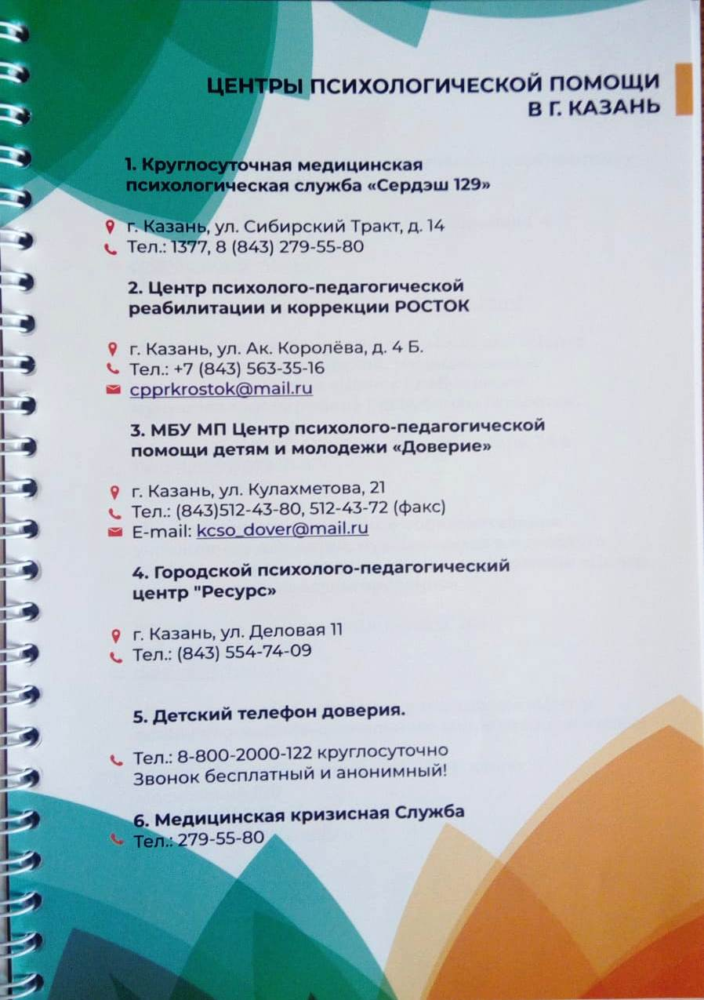 ЦЕНТРЫ ПСИХОЛОГИЧЕСКОЙ ПОМОЩИ
В Г. КАЗАНЬ
1. Круглосуточная медицинская
психологическая служба «Сердэш 129»
г. Казань, ул. Сибирский Тракт, д. 14
Тел.: 1377, 8 (843) 279-55-80
2. Центр психолого-педагогической
реабилитации и коррекции РОСТОК
г. Казань, ул. Ак. Королёва, д. 4 Б.
Тел.: +7 (843) 563-35-16
cpprkrostok@mail.ru
3. МБУ МП Центр психолого-педагогической
помощи детям и молодежи «Доверие»
г. Казань, ул. Кулахметова, 21
Тел.: (843)512-43-80, 512-43-72 (факс)
E-mail: kcso_dover@mail.ru
4. Городской психолого-педагогический
центр "Ресурс»
г. Казань, ул. Деловая 11
Тел.: (843) 554-74-09
5. Детский телефон доверия.
Тел.: 8-800-2000-122 круглосуточно
Звонок бесплатный и анонимный!
6. Медицинская кризисная Служба
Тел.: 279-55-80